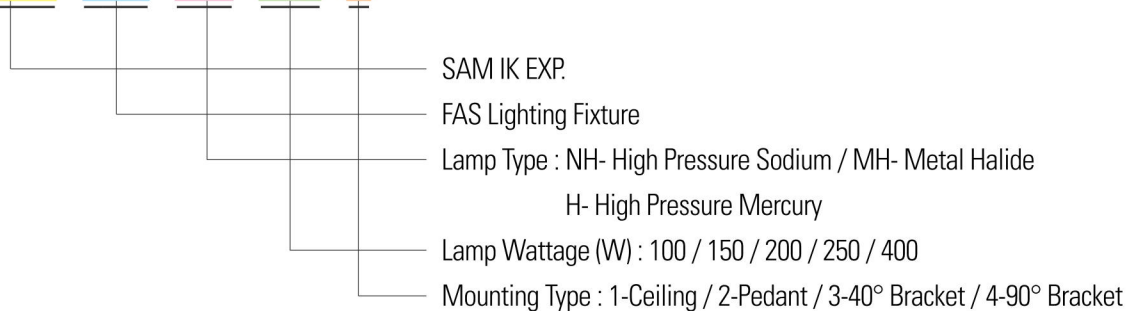 SAM IK EXP.
FAS Lighting Fixture
Lamp Type : NH- High Pressure Sodium / MH- Metal Halide
H- High Pressure Mercury
Lamp Wattage (W) : 100 / 150 / 200 / 250 / 400
Mounting Type : 1-Ceiling / 2-Pedant / 3-40° Bracket / 4-90° Bracket